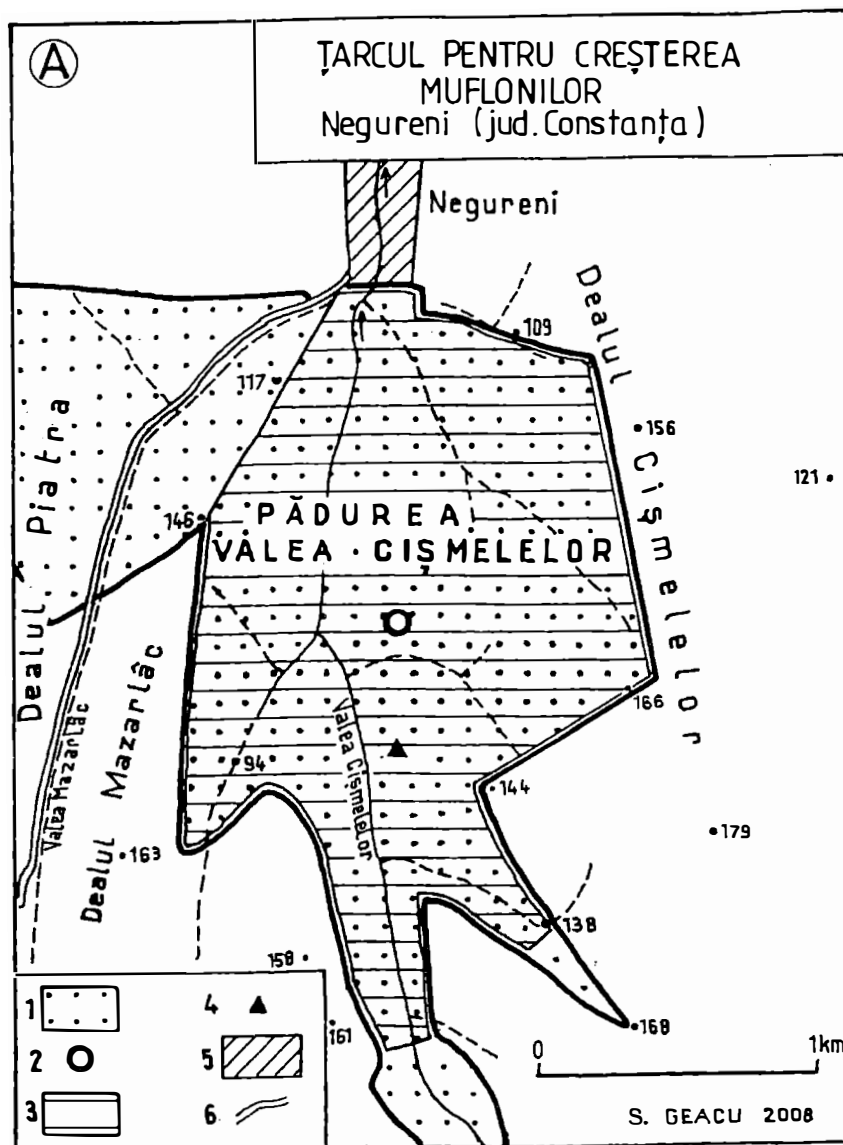 A
ȚARCUL PENTRU CREȘTEREA
MUFLONILOR
Negureni (jud. Constanța)
Negureni
Dealul Cișmelelor
109
117
156
121
Dealul Piatra
146
PĂDUREA
VALEA · CIȘMELELOR
166
Valea Cișmelelor
94
144
Valea Mazarlâc
Dealul Mazarlâc
163
179
138
158
168
161
1
2
3
4
5
6
0 1km
S. GEACU 2008